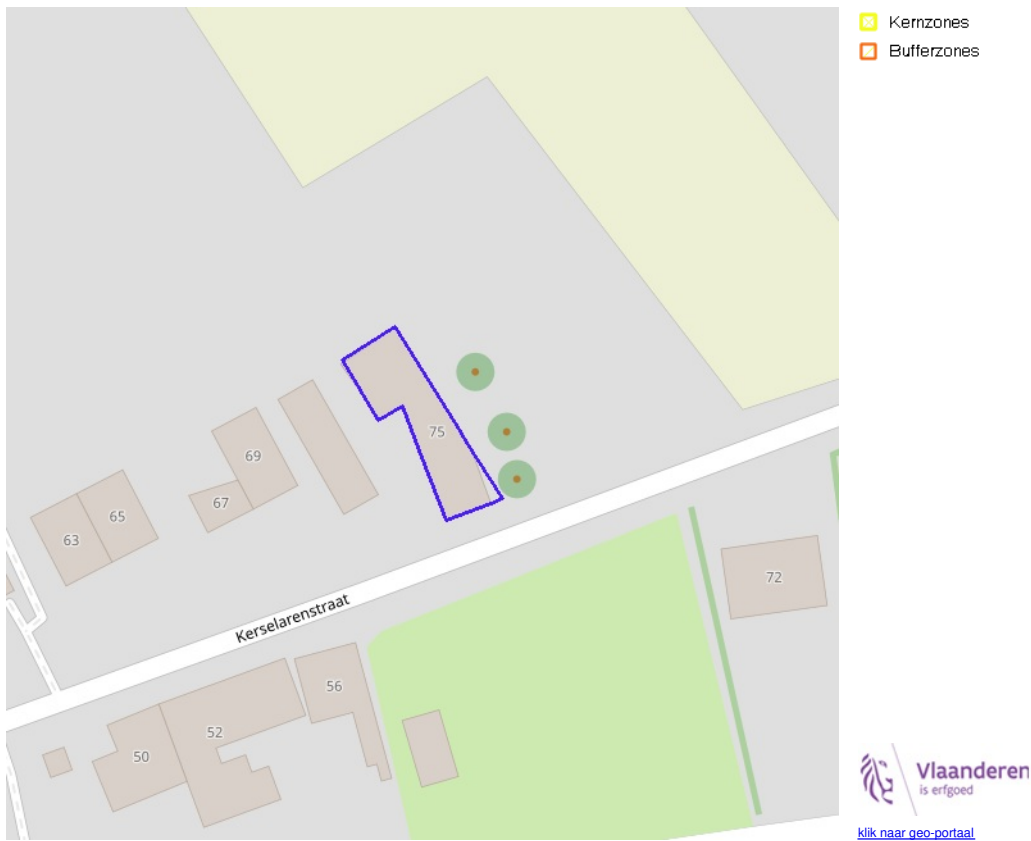 Kernzones
Bufferzones
75
69
67
65
63
72
Kerselarenstraat
56
52
50
Vlaanderen
is erfgoed
klik naar geo-portaal